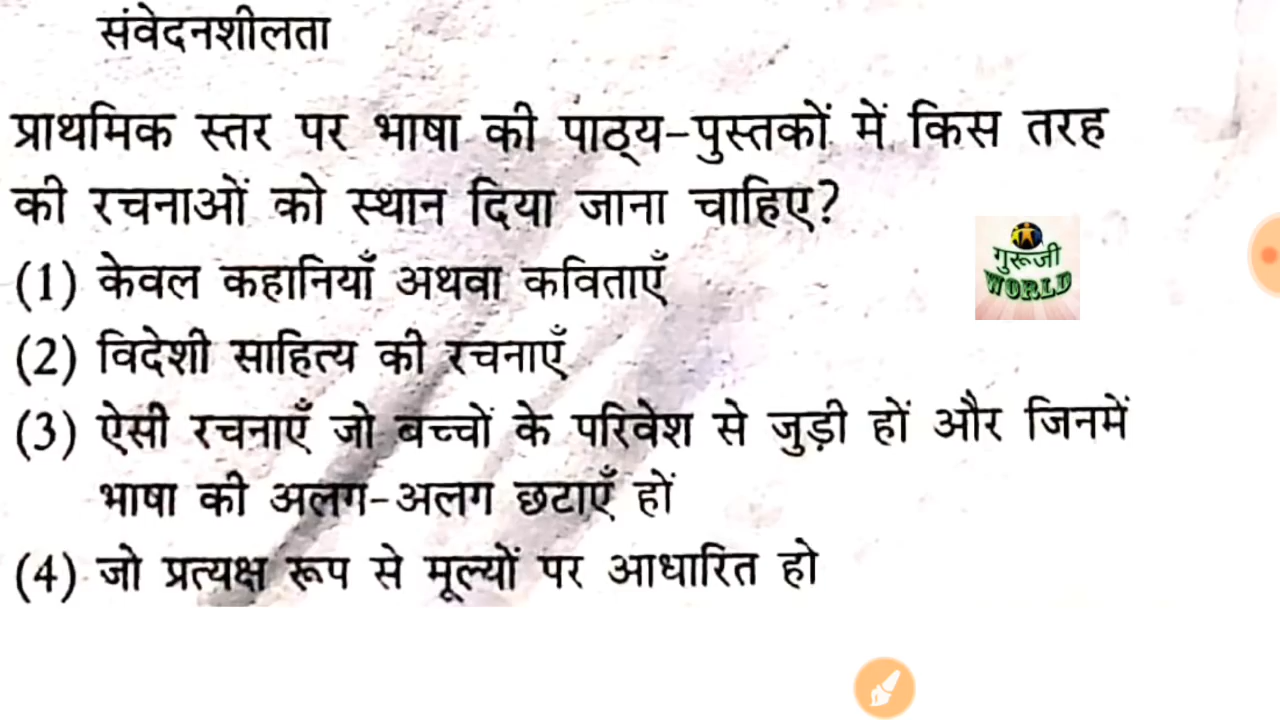 संवेदनशीलता
प्राथमिक स्तर पर भाषा की पाठ्य-पुस्तकों में किस तरह
की रचनाओं को स्थान दिया जाना चाहिए?
(1) केवल कहानियाँ अथवा कविताएँ
गुरूजी
WORLD
(2) विदेशी साहित्य की रचनाएँ
(3) ऐसी रचनाएँ जो बच्चों के परिवेश से जुड़ी हों और जिनमें
भाषा की अलग-अलग छटाएँ हों
(4) जो प्रत्यक्ष रूप से मूल्यों पर आधारित हो